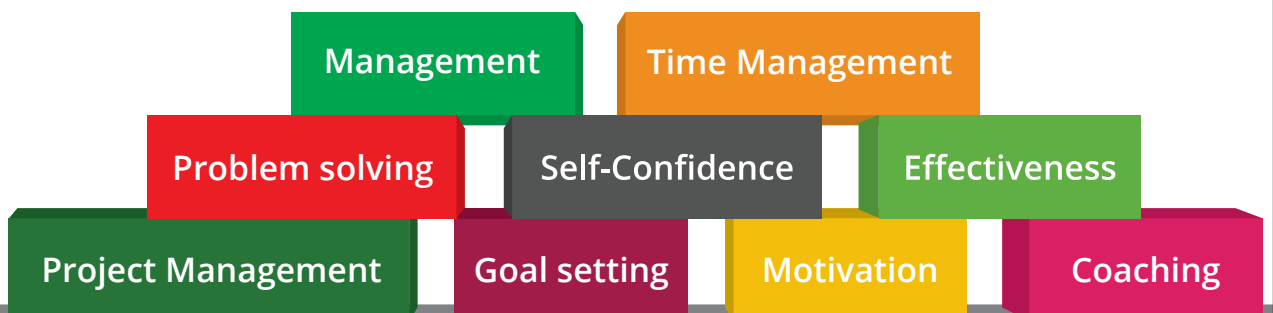 Management
Time Management
Problem solving
Self-Confidence
Effectiveness
Project Management
Goal setting
Motivation
Coaching